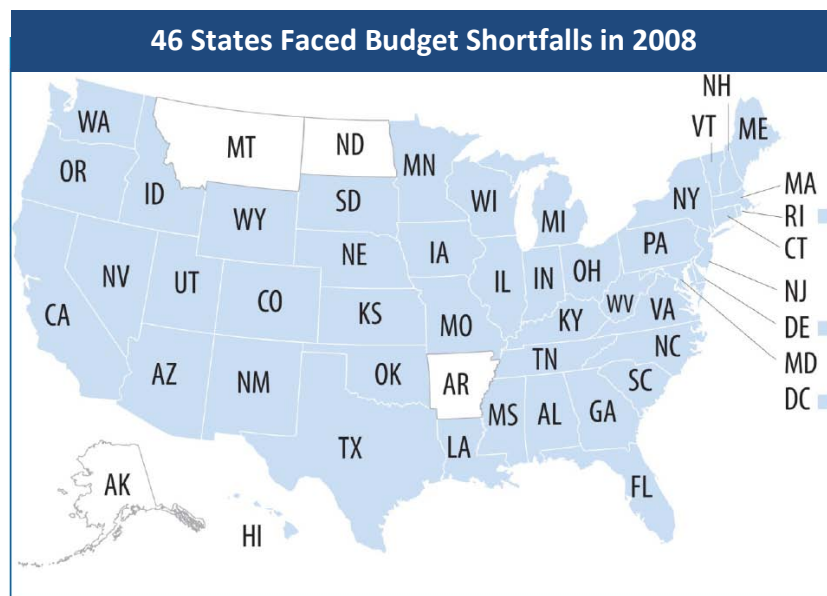 46 States Faced Budget Shortfalls in 2008
NH
VT
ME
WA
MT
ND
MN
OR
ID
SD
WI
MI
NY
MA
RI
CT
WY
NE
IA
PA
NV
UT
CO
IL
IN
OH
NJ
CA
KS
MO
KY
WV
VA
DE
AZ
NM
OK
AR
TN
NC
MD
SC
DC
MS
AL
GA
TX
LA
FL
AK
HI